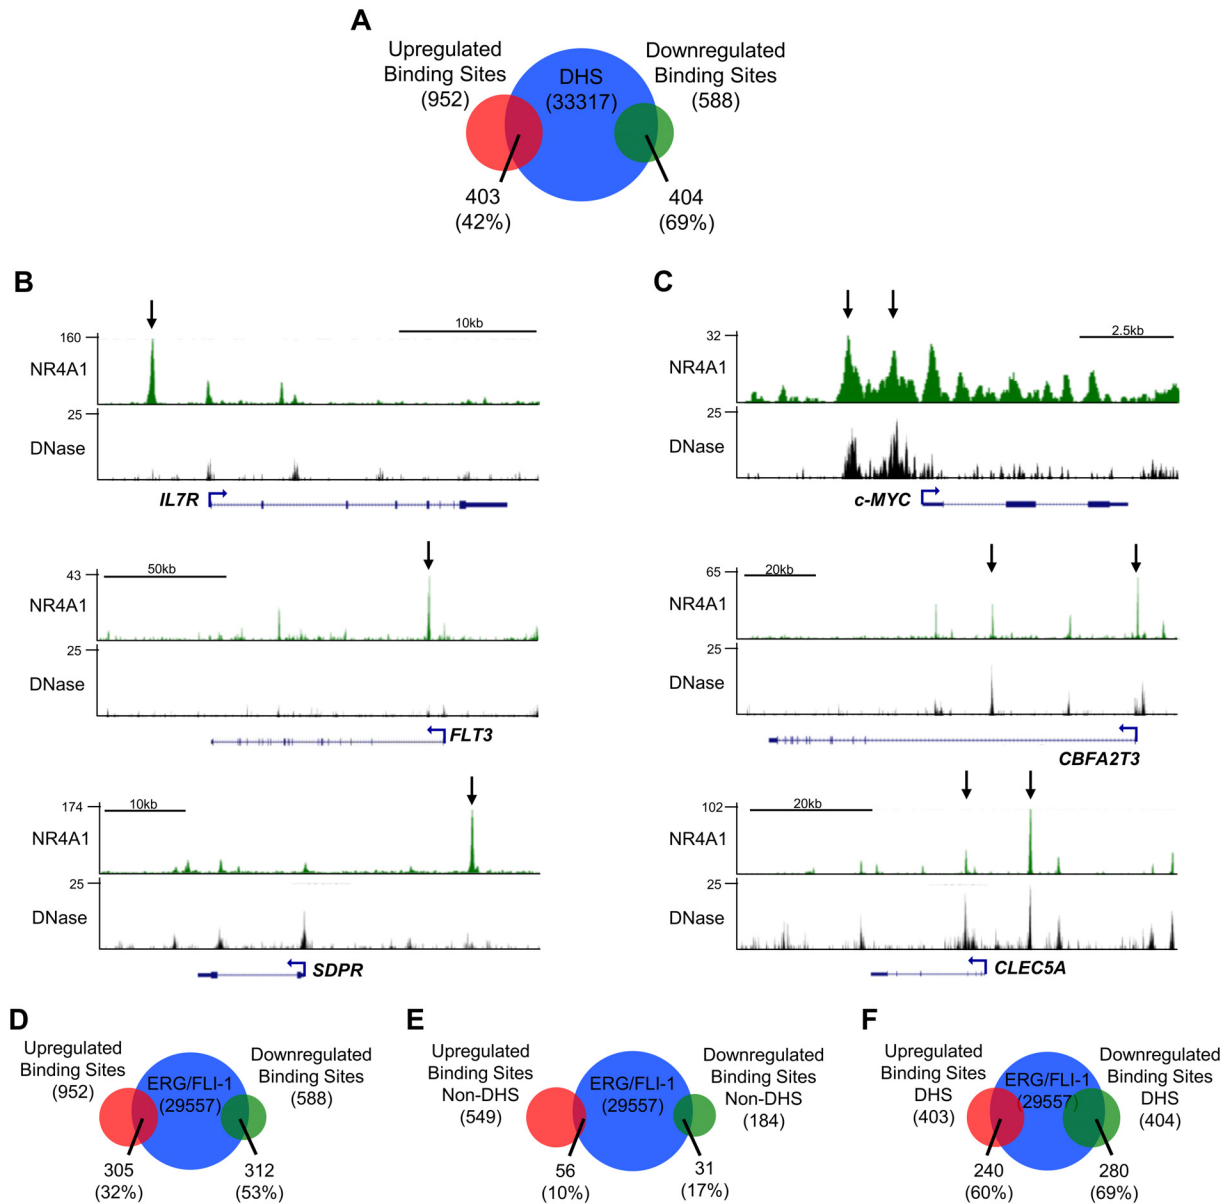 A
Upregulated
Binding Sites
(952)
DHS
(33317)
Downregulated
Binding Sites
(588)
403
(42%)
404
(69%)
B
10kb
160
NR4A1
25
DNase
IL7R
50kb
43
NR4A1
25
DNase
FLT3
10kb
174
NR4A1
25
DNase
SDPR
C
2.5kb
32
NR4A1
25
DNase
c-MYC
20kb
65
NR4A1
25
DNase
CBFA2T3
20kb
102
NR4A1
25
DNase
CLEC5A
D
Upregulated
Binding Sites
(952)
ERG/FLI-1
(29557)
Downregulated
Binding Sites
(588)
305
(32%)
312
(53%)
E
Upregulated
Binding Sites
Non-DHS
(549)
ERG/FLI-1
(29557)
Downregulated
Binding Sites
Non-DHS
(184)
56
(10%)
31
(17%)
F
Upregulated
Binding Sites
DHS
(403)
ERG/FLI-1
(29557)
Downregulated
Binding Sites
DHS
(404)
240
(60%)
280
(69%)